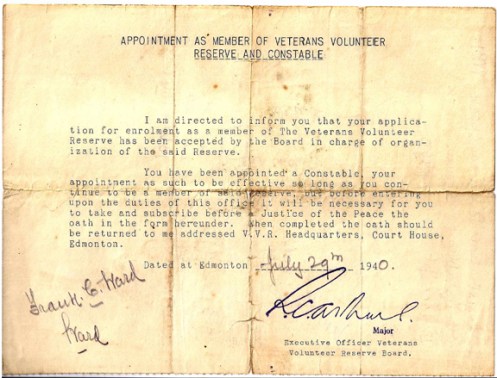 APPOINTMENT AS MEMBER OF VETERANS VOLUNTEER
RESERVE AND CONSTABLE
I am directed to inform you that your applica-
tion for enrolment as a member of The Veterans Volunteer
Reserve has been accepted by the Board in charge of organ-
ization of the said Reserve.
You have been appointed a Constable, your
appointment as such to be effective so long as you con-
tinue to be a member of said Reserve, but before entering
upon the duties of this office it will be necessary for you
to take and subscribe before a Justice of the Peace the
oath in the form hereunder. When completed the oath should
be returned to me addressed V.V.R. Headquarters, Court House,
Edmonton.
Dated at Edmonton July 29th 1940.
Frank C. Ward
Ward
Major
Executive Officer Veterans
Volunteer Reserve Board.